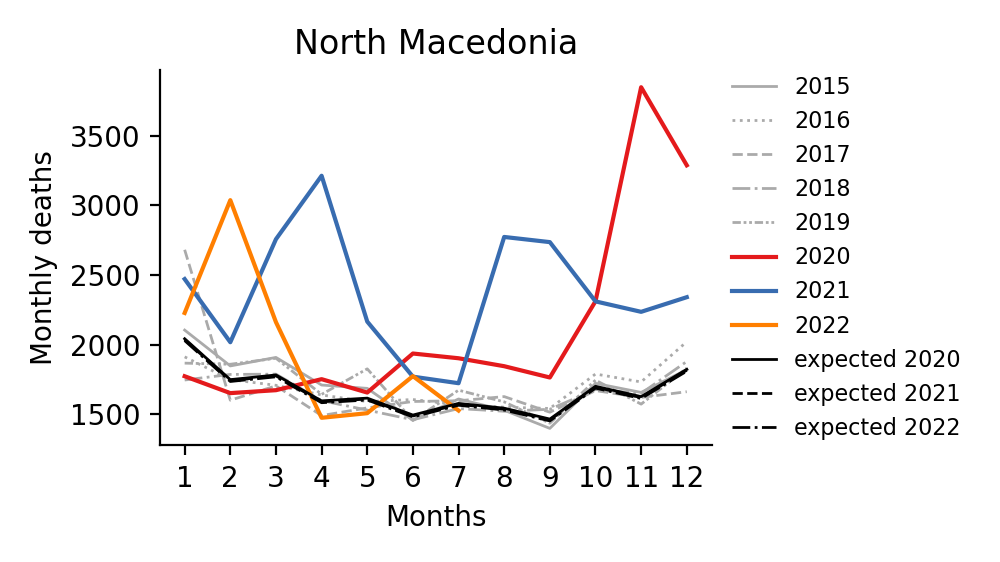 North Macedonia
Monthly deaths
3500
3000
2500
2000
1500
1 2 3 4 5 6 7 8 9 10 11 12
Months
2015
2016
2017
2018
2019
2020
2021
2022
expected 2020
expected 2021
expected 2022